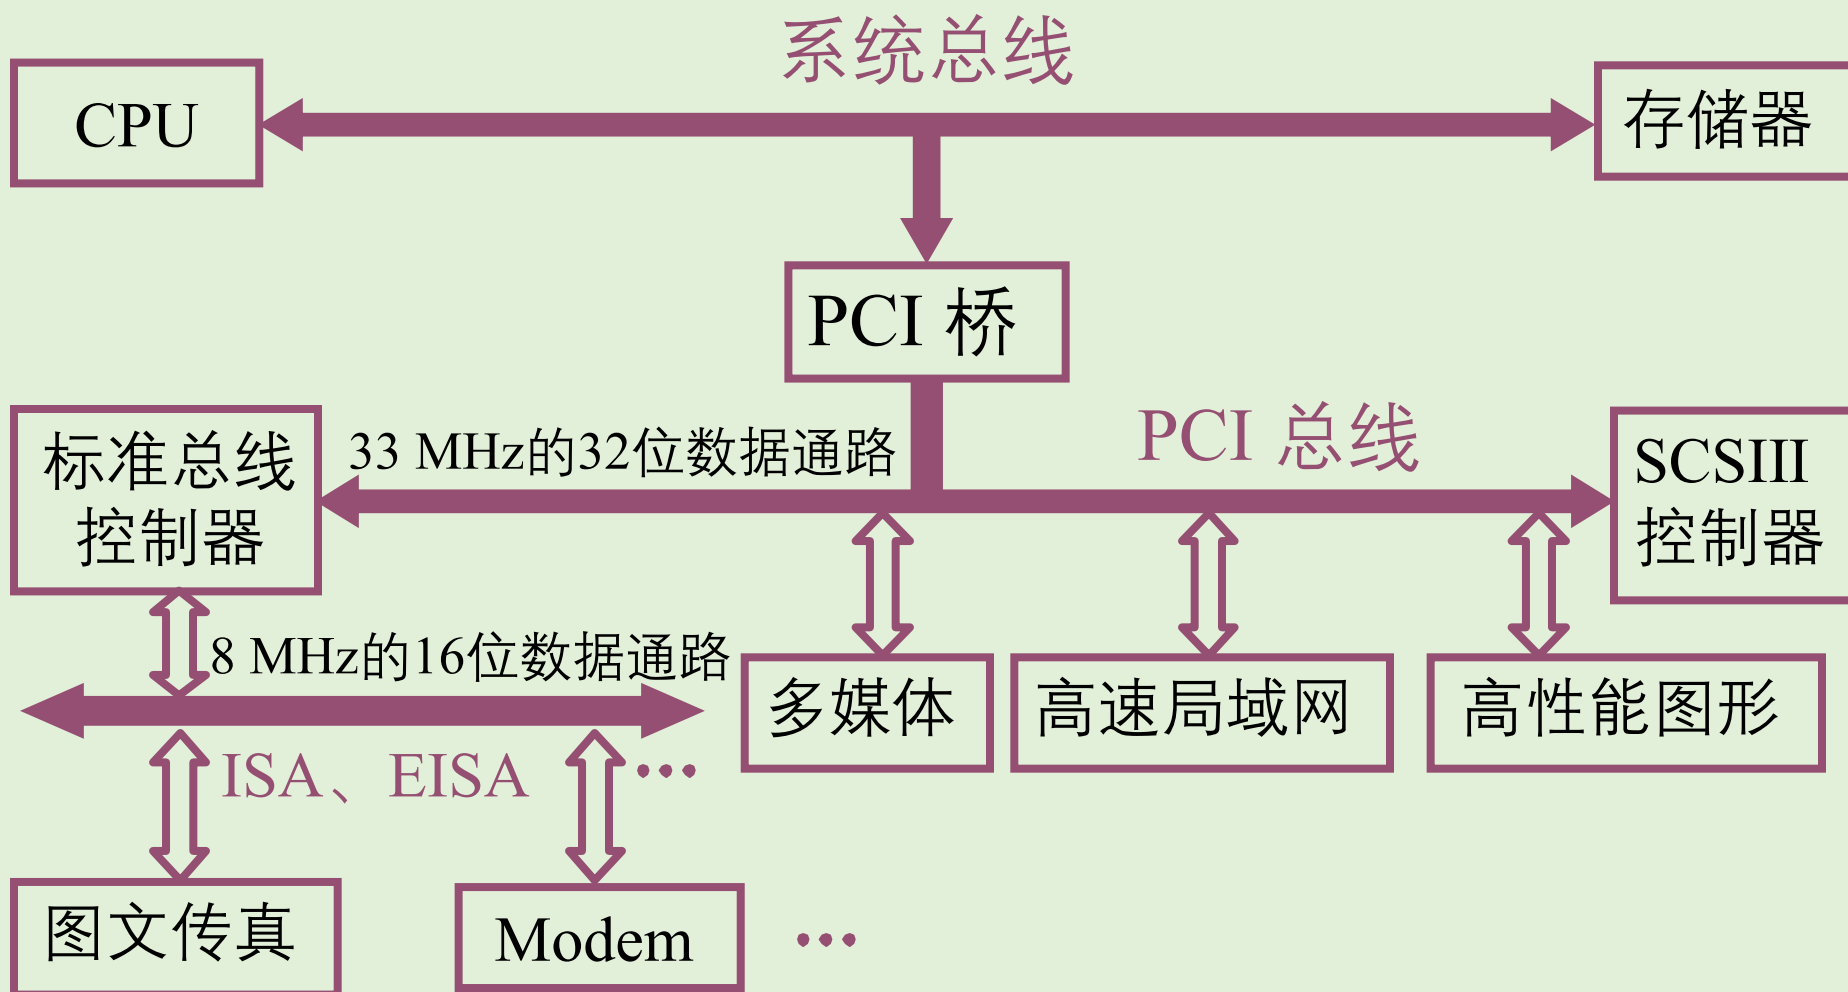 系统总线
CPU
存储器
PCI 桥
标准总线
控制器
33 MHz的32位数据通路
PCI 总线
SCSIII
控制器
8 MHz的16位数据通路
多媒体
高速局域网
高性能图形
ISA、EISA
…
图文传真
Modem
…